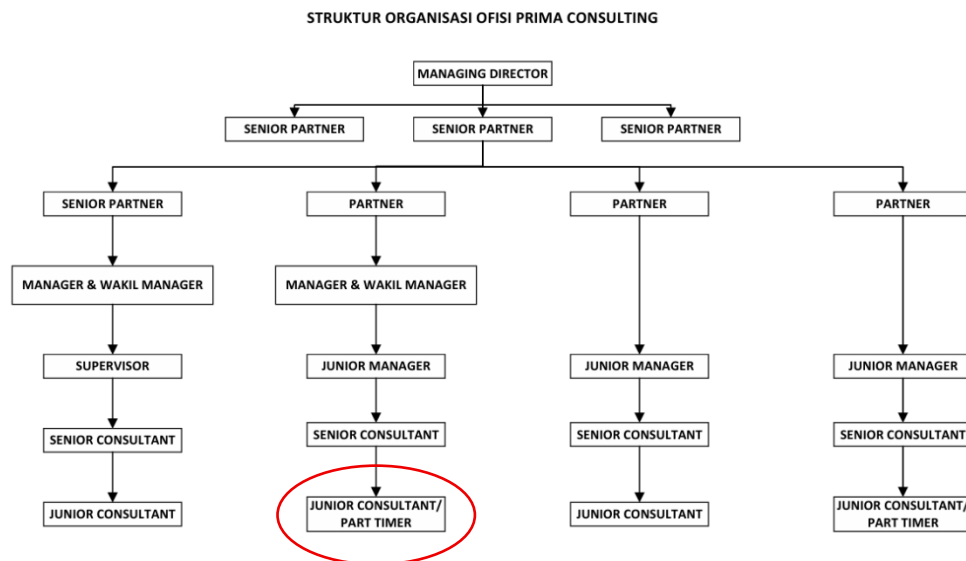 STRUKTUR ORGANISASI OFISI PRIMA CONSULTING
MANAGING DIRECTOR
SENIOR PARTNER
SENIOR PARTNER
SENIOR PARTNER
SENIOR PARTNER
PARTNER
PARTNER
PARTNER
MANAGER & WAKIL MANAGER
MANAGER & WAKIL MANAGER
SUPERVISOR
JUNIOR MANAGER
JUNIOR MANAGER
JUNIOR MANAGER
SENIOR CONSULTANT
SENIOR CONSULTANT
SENIOR CONSULTANT
SENIOR CONSULTANT
JUNIOR CONSULTANT
JUNIOR CONSULTANT/
PART TIMER
JUNIOR CONSULTANT
JUNIOR CONSULTANT/
PART TIMER